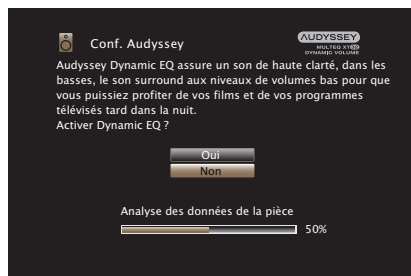 Conf. Audyssey
AUDYSSEY
MULTEQ XT32
DYNAMIC VOLUME
Audyssey Dynamic EQ assure un son de haute clarté, dans les
basses, le son surround aux niveaux de volumes bas pour que
vous puissiez profiter de vos films et de vos programmes
télévisés tard dans la nuit.
Activer Dynamic EQ ?
Oui
Non
Analyse des données de la pièce
50%